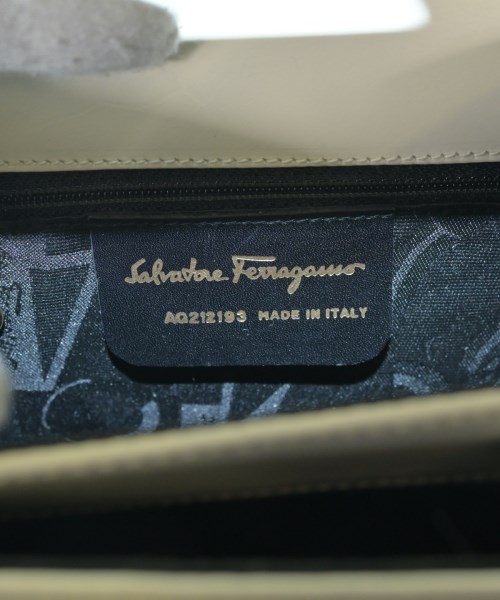 Salvatore Ferragamo
AQ212193 MADE IN ITALY